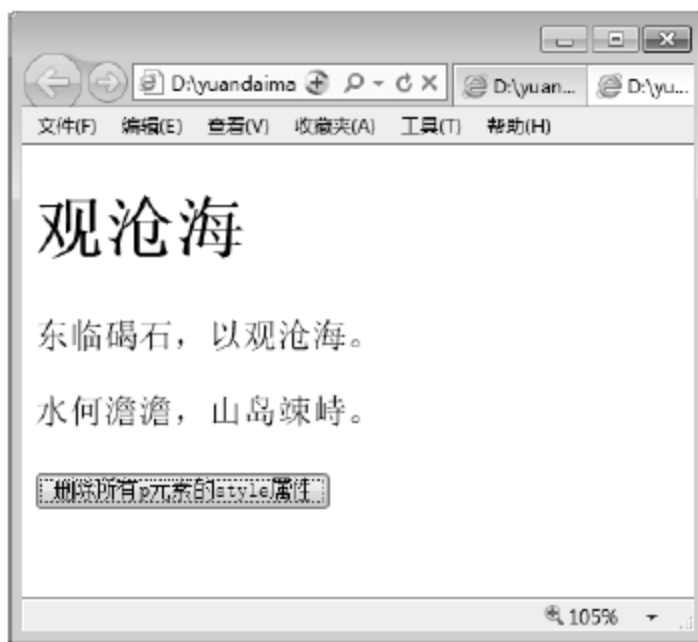 D:\yuandaima D:\yuan... D:\yu...
文件(F) 编辑(E) 查看(V) 收藏夹(A) 工具(T) 帮助(H)
观沧海
东临碣石，以观沧海。
水何澹澹，山岛竦峙。
删除所有p元素的style属性
105%